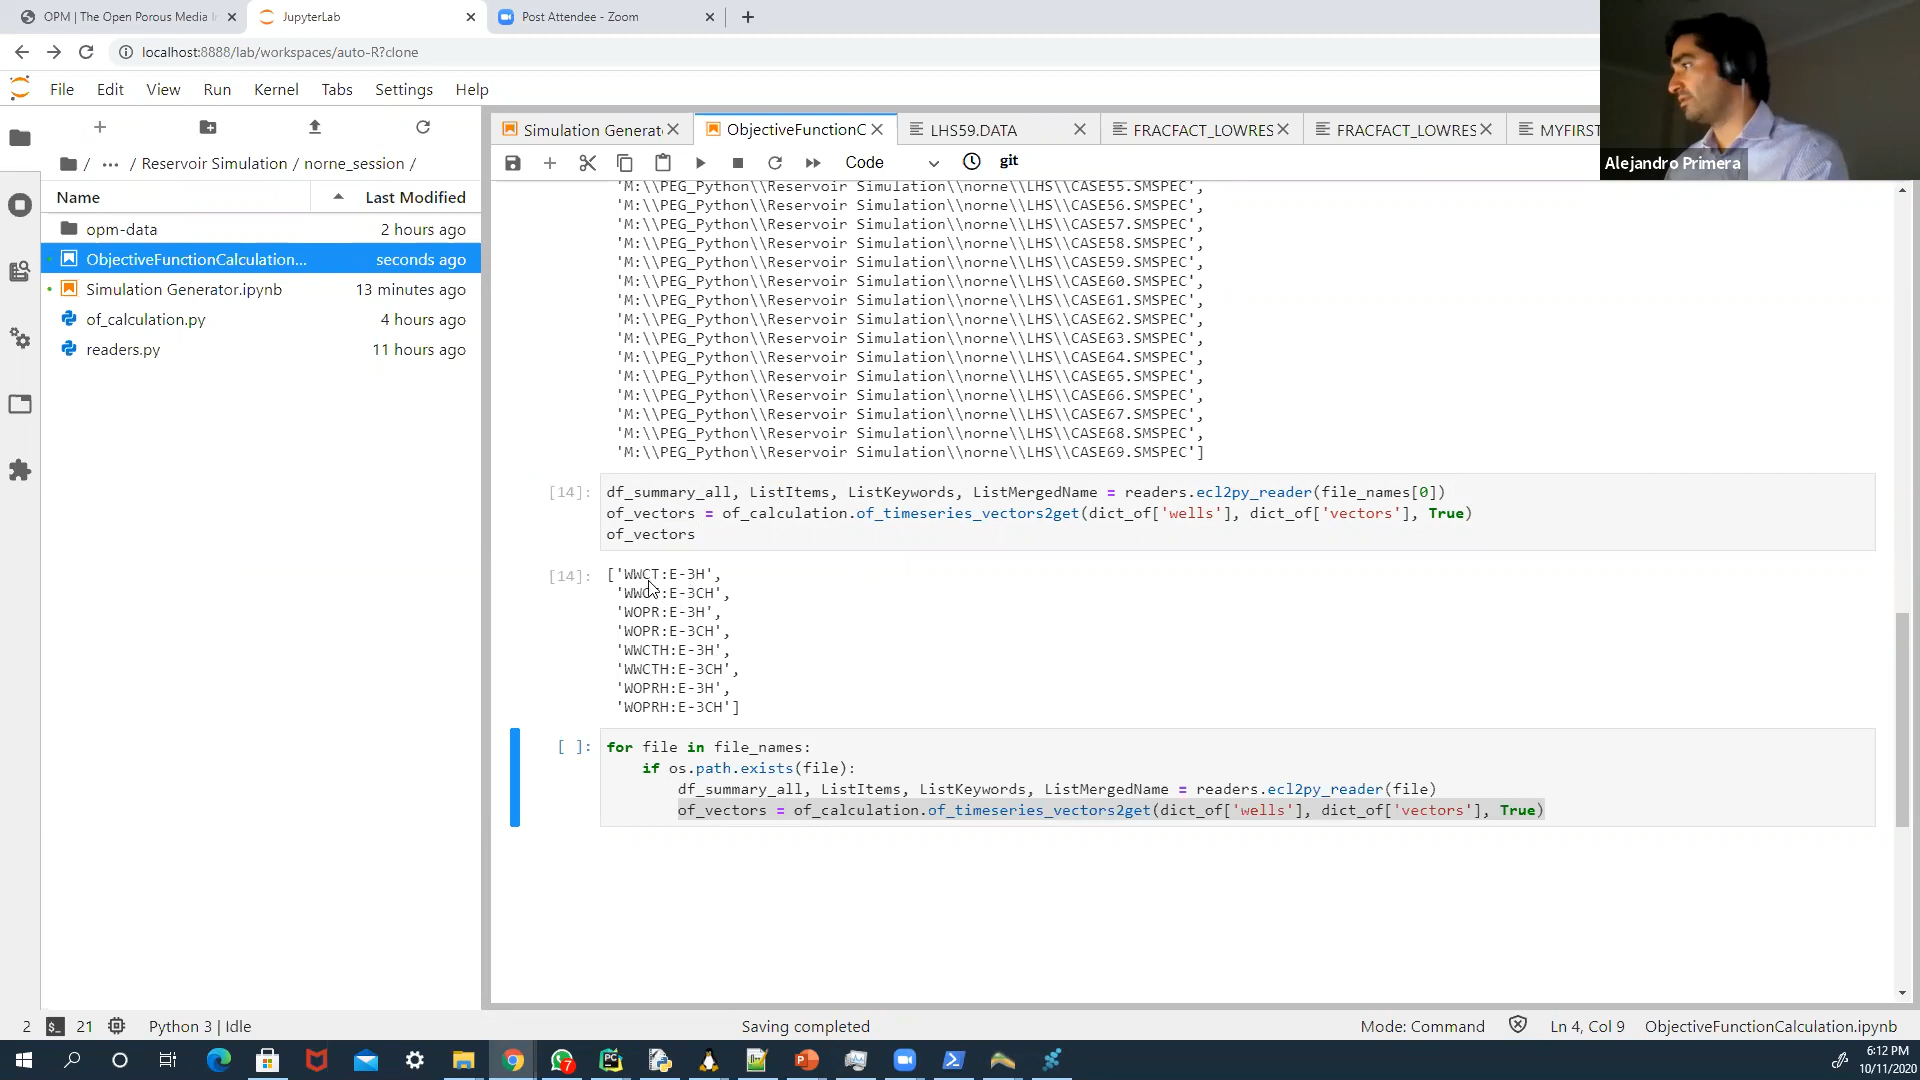 OPM | The Open Porous Media In
JupyterLab
Post Attendee - Zoom
localhost:8888/lab/workspaces/auto-R?clone
File Edit View Run Kernel Tabs Settings Help
/ ··· / Reservoir Simulation / norne_session /
Name Last Modified
opm-data 2 hours ago
ObjectiveFunctionCalculation... seconds ago
Simulation Generator.ipynb 13 minutes ago
of_calculation.py 4 hours ago
readers.py 11 hours ago
Simulation Generat
ObjectiveFunctionC
LHS59.DATA
FRACFACT_LOWRES
FRACFACT_LOWRES
MYFIRST
Code
git
Alejandro Primera
'M:\\PEG_Python\\Reservoir Simulation\\norne\\LHS\\CASE55.SMSPEC',
'M:\\PEG_Python\\Reservoir Simulation\\norne\\LHS\\CASE56.SMSPEC',
'M:\\PEG_Python\\Reservoir Simulation\\norne\\LHS\\CASE57.SMSPEC',
'M:\\PEG_Python\\Reservoir Simulation\\norne\\LHS\\CASE58.SMSPEC',
'M:\\PEG_Python\\Reservoir Simulation\\norne\\LHS\\CASE59.SMSPEC',
'M:\\PEG_Python\\Reservoir Simulation\\norne\\LHS\\CASE60.SMSPEC',
'M:\\PEG_Python\\Reservoir Simulation\\norne\\LHS\\CASE61.SMSPEC',
'M:\\PEG_Python\\Reservoir Simulation\\norne\\LHS\\CASE62.SMSPEC',
'M:\\PEG_Python\\Reservoir Simulation\\norne\\LHS\\CASE63.SMSPEC',
'M:\\PEG_Python\\Reservoir Simulation\\norne\\LHS\\CASE64.SMSPEC',
'M:\\PEG_Python\\Reservoir Simulation\\norne\\LHS\\CASE65.SMSPEC',
'M:\\PEG_Python\\Reservoir Simulation\\norne\\LHS\\CASE66.SMSPEC',
'M:\\PEG_Python\\Reservoir Simulation\\norne\\LHS\\CASE67.SMSPEC',
'M:\\PEG_Python\\Reservoir Simulation\\norne\\LHS\\CASE68.SMSPEC',
'M:\\PEG_Python\\Reservoir Simulation\\norne\\LHS\\CASE69.SMSPEC']
[14]: df_summary_all, ListItems, ListKeywords, ListMergedName = readers.ecl2py_reader(file_names[0])
of_vectors = of_calculation.of_timeseries_vectors2get(dict_of['wells'], dict_of['vectors'], True)
of_vectors
[14]: ['WWCT:E-3H',
'WWCT:E-3CH',
'WOPR:E-3H',
'WOPR:E-3CH',
'WWCTH:E-3H',
'WWCTH:E-3CH',
'WOPRH:E-3H',
'WOPRH:E-3CH']
[ ]: for file in file_names:
if os.path.exists(file):
df_summary_all, ListItems, ListKeywords, ListMergedName = readers.ecl2py_reader(file)
of_vectors = of_calculation.of_timeseries_vectors2get(dict_of['wells'], dict_of['vectors'], True)
2 21 Python 3 | Idle
Saving completed
Mode: Command
Ln 4, Col 9
ObjectiveFunctionCalculation.ipynb
6:12 PM
10/11/2020